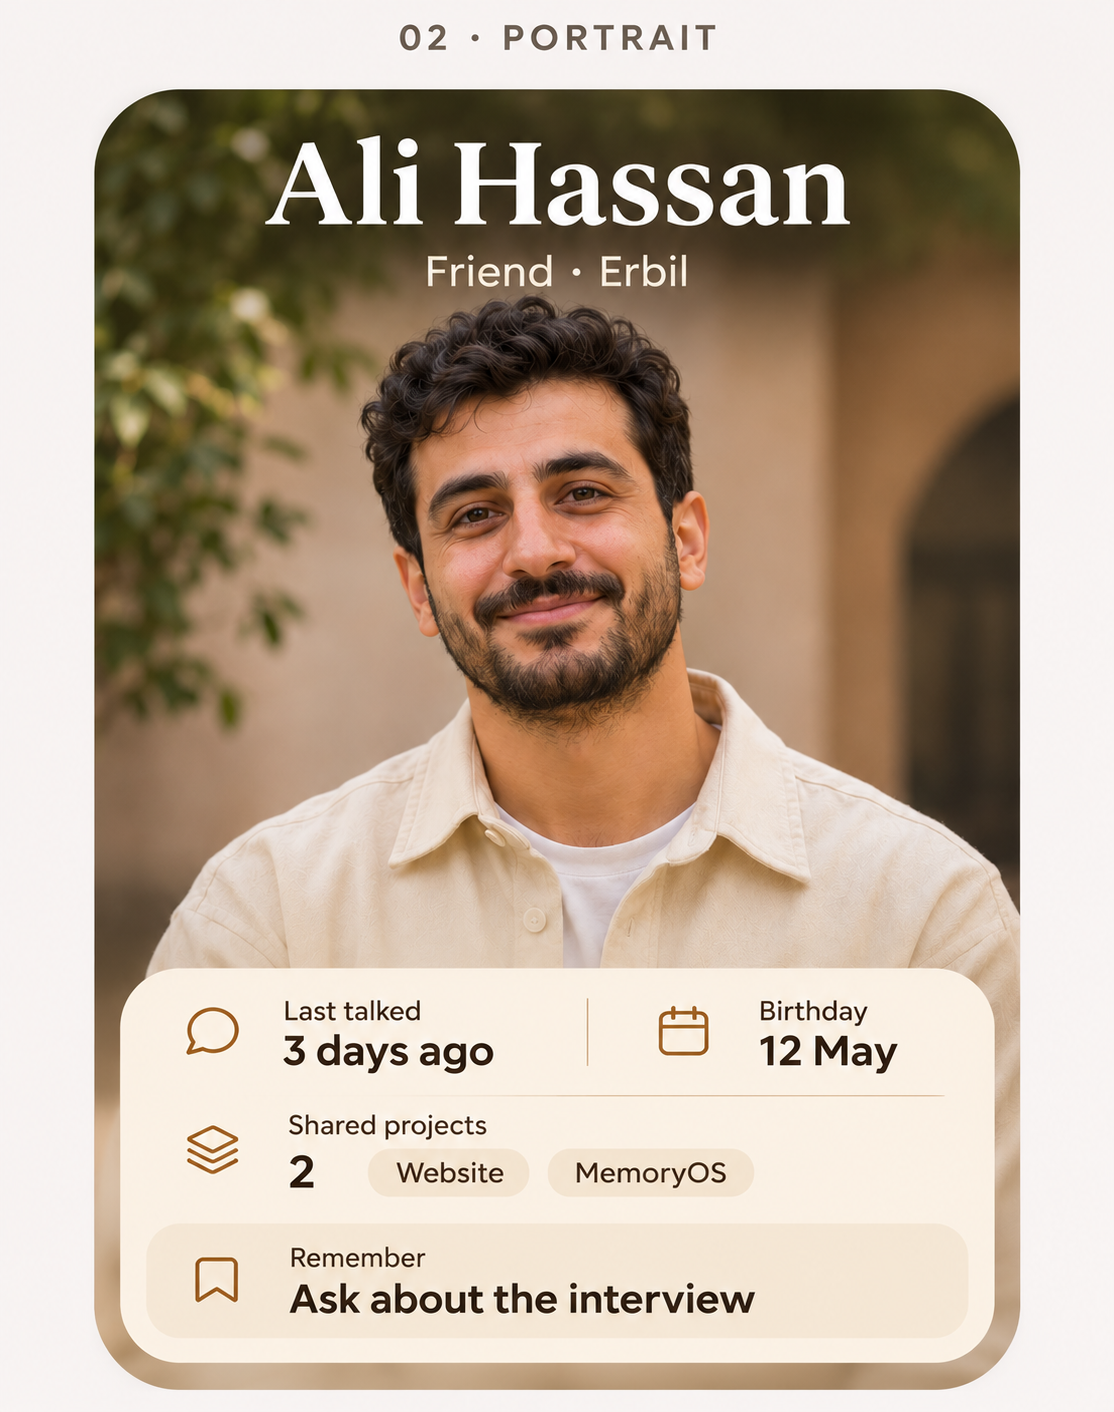 02 · PORTRAIT
Ali Hassan
Friend · Erbil
Last talked
3 days ago
Birthday
12 May
Shared projects
2 Website MemoryOS
Remember
Ask about the interview